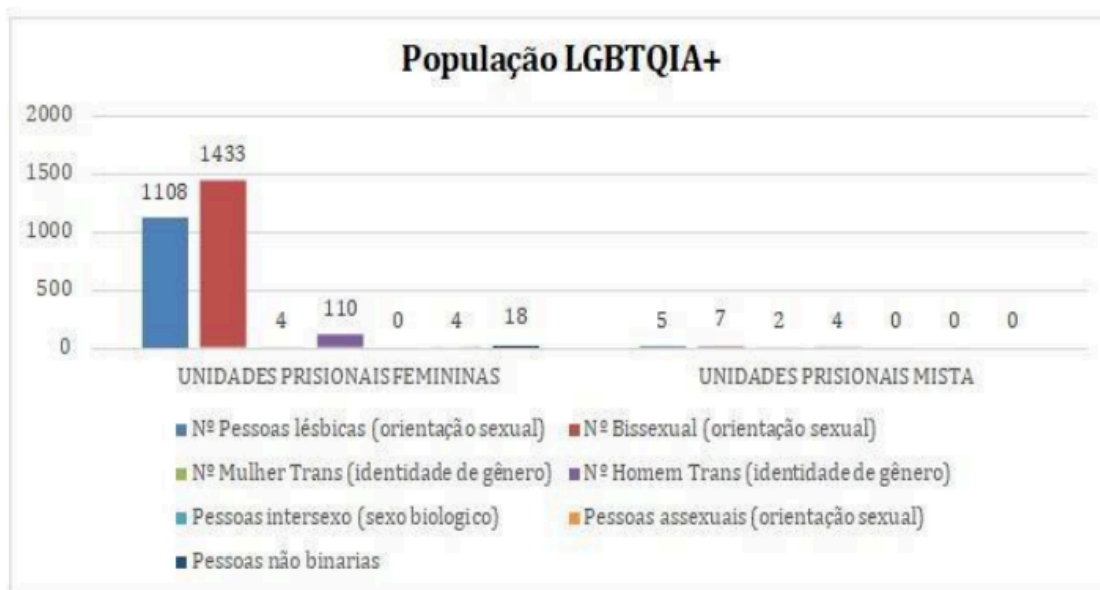 População LGBTQIA+
2000
1500
1000
500
0
1108
1433
4
110
0
4
18
5
7
2
4
0
0
0
UNIDADES PRISIONAIS FEMININAS
UNIDADES PRISIONAIS MISTA
Nº Pessoas lésbicas (orientação sexual)
Nº Bissexual (orientação sexual)
Nº Mulher Trans (identidade de gênero)
Nº Homem Trans (identidade de gênero)
Pessoas intersexo (sexo biologico)
Pessoas assexuais (orientação sexual)
Pessoas não binarias